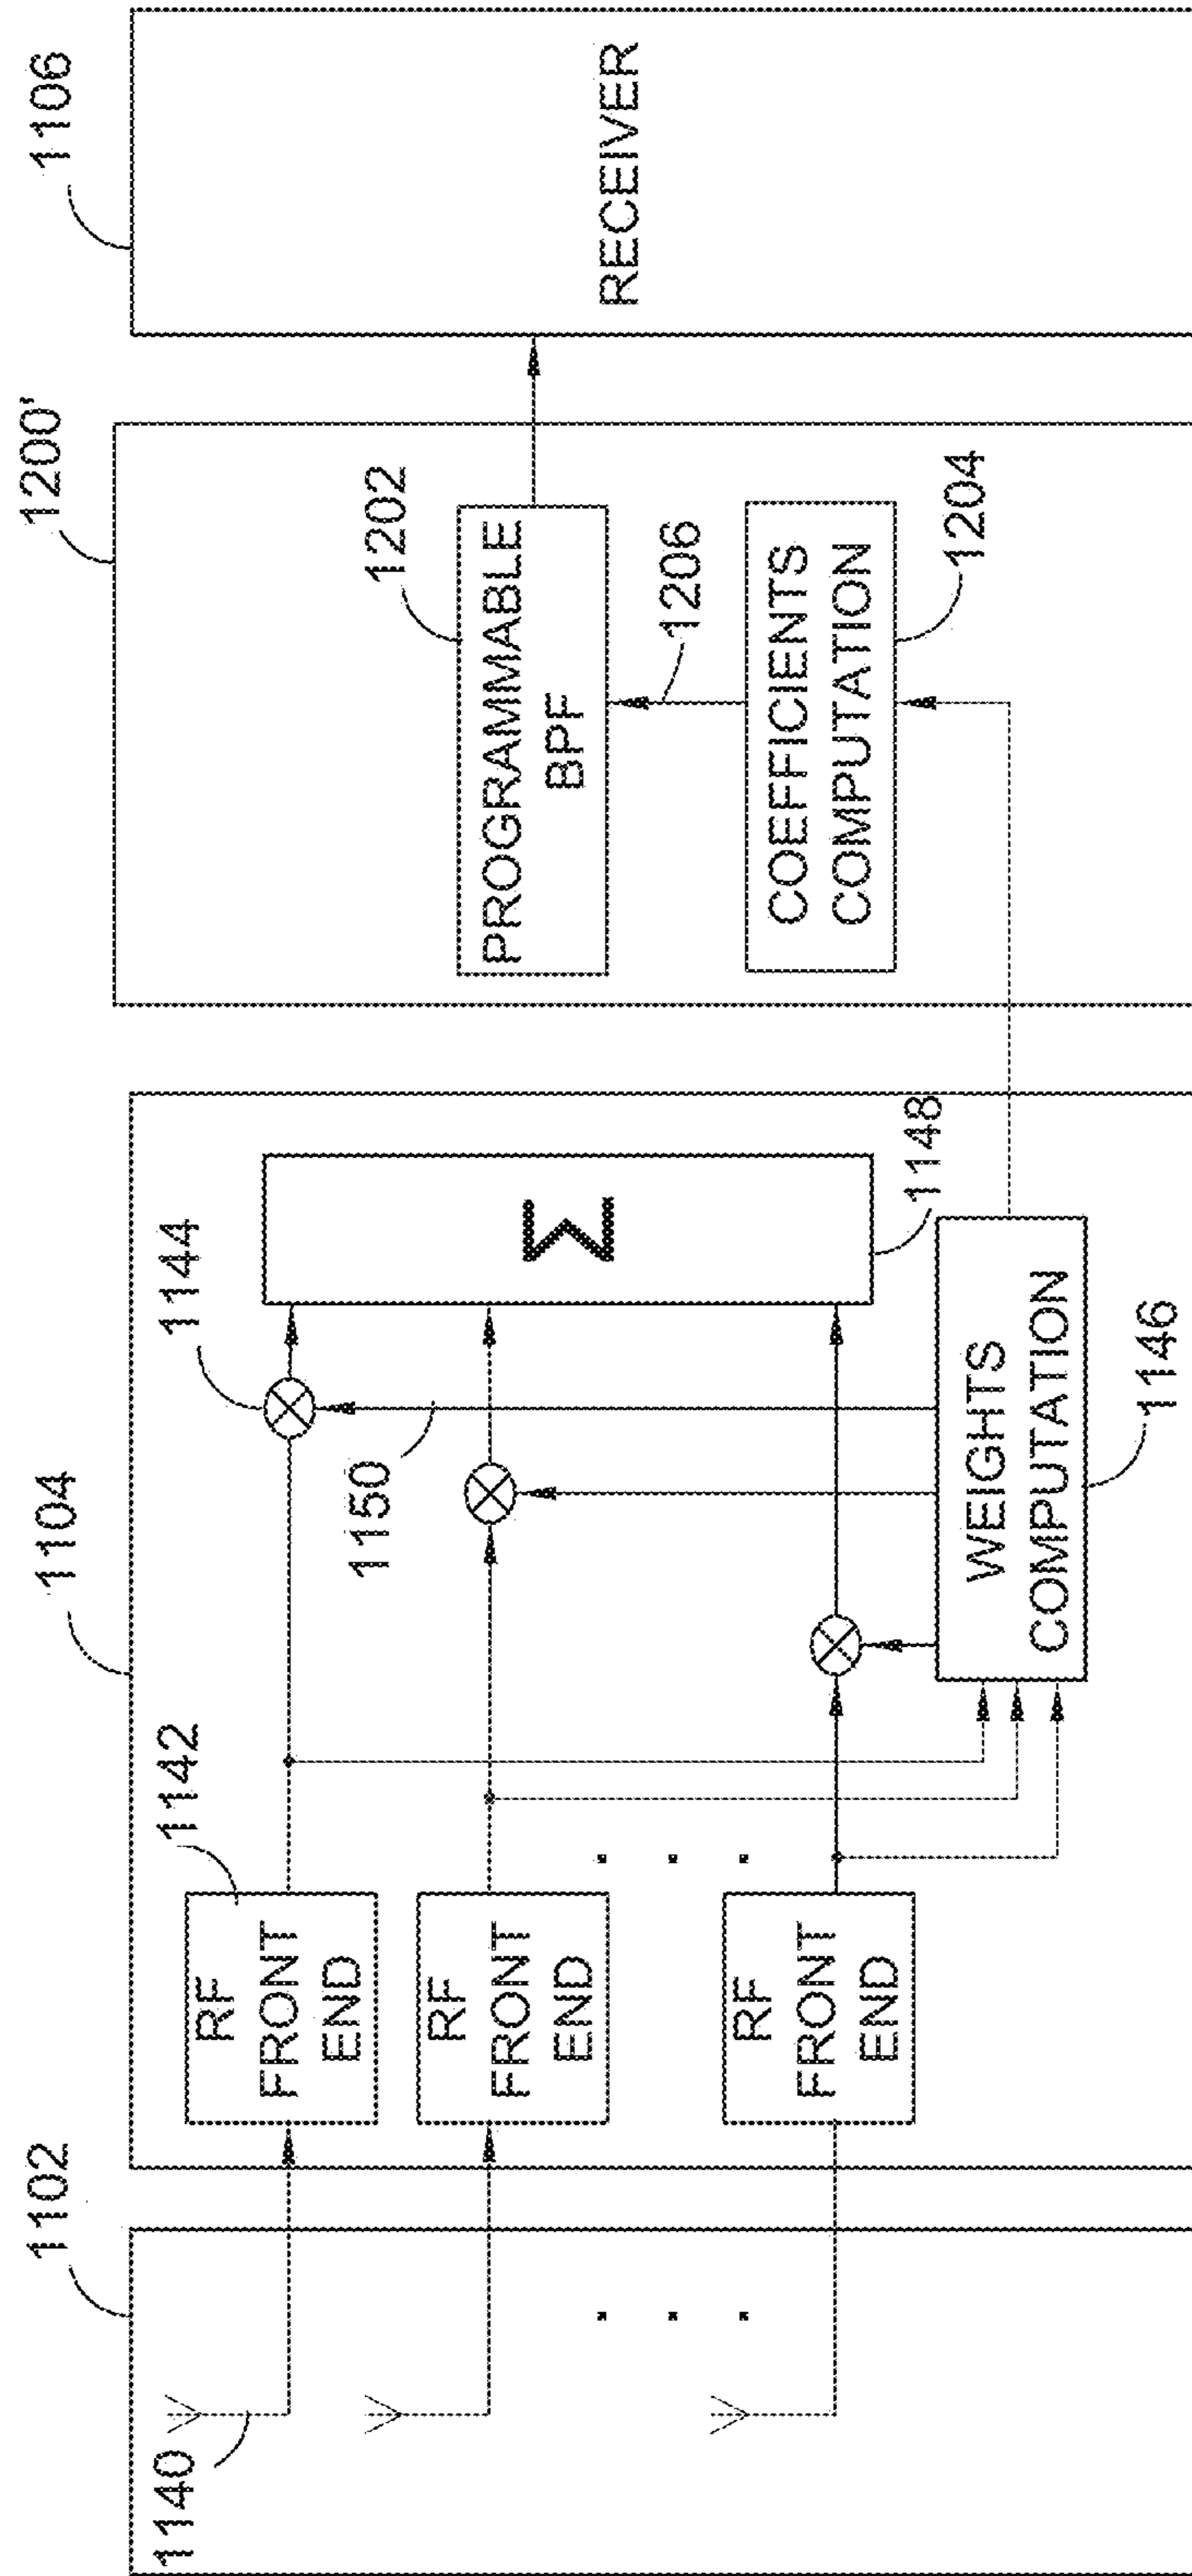 1102
1104
1200'
1106
1140
1142
1144
1202
RF
FRONT
END
RF
FRONT
END
RF
FRONT
END
. . .
. . .
1150
Σ
1148
WEIGHTS
COMPUTATION
1146
PROGRAMMABLE
BPF
1206
COEFFICIENTS
COMPUTATION
1204
RECEIVER